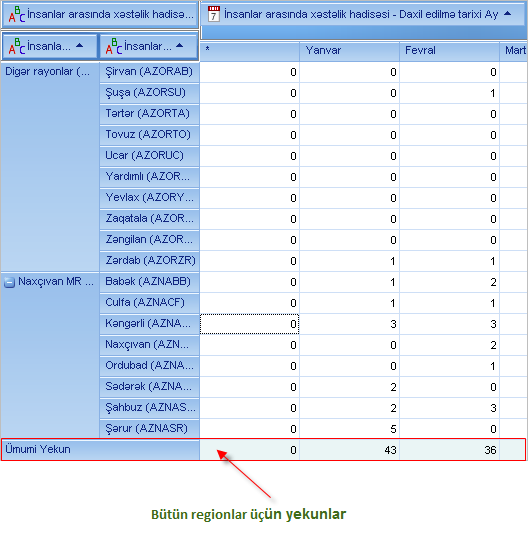 İnsanlar arasında xəstəlik hadisə... İnsanlar arasında xəstəlik hadisəsi - Daxil edilmə tarixi Ay
İnsanla... İnsanlar... * Yanvar Fevral Mart
Digər rayonlar (... Şirvan (AZORAB) 0 0 0
Şuşa (AZORSU) 0 0 1
Tərtər (AZORTA) 0 0 0
Tovuz (AZORTO) 0 0 0
Ucar (AZORUC) 0 0 0
Yardımlı (AZOR... 0 0 0
Yevlax (AZORY... 0 0 0
Zaqatala (AZOR... 0 0 0
Zəngilan (AZOR... 0 0 0
Zərdab (AZORZR) 0 1 1
Naxçıvan MR ... Babək (AZNABB) 0 1 2
Culfa (AZNACF) 0 1 1
Kəngərli (AZNA... 0 3 3
Naxçıvan (AZN... 0 0 2
Ordubad (AZNA... 0 0 1
Sədərək (AZNA... 0 2 0
Şahbuz (AZNAS... 0 2 3
Şərur (AZNASR) 0 5 0
Ümumi Yekun 0 43 36
Bütün regionlar üçün yekunlar